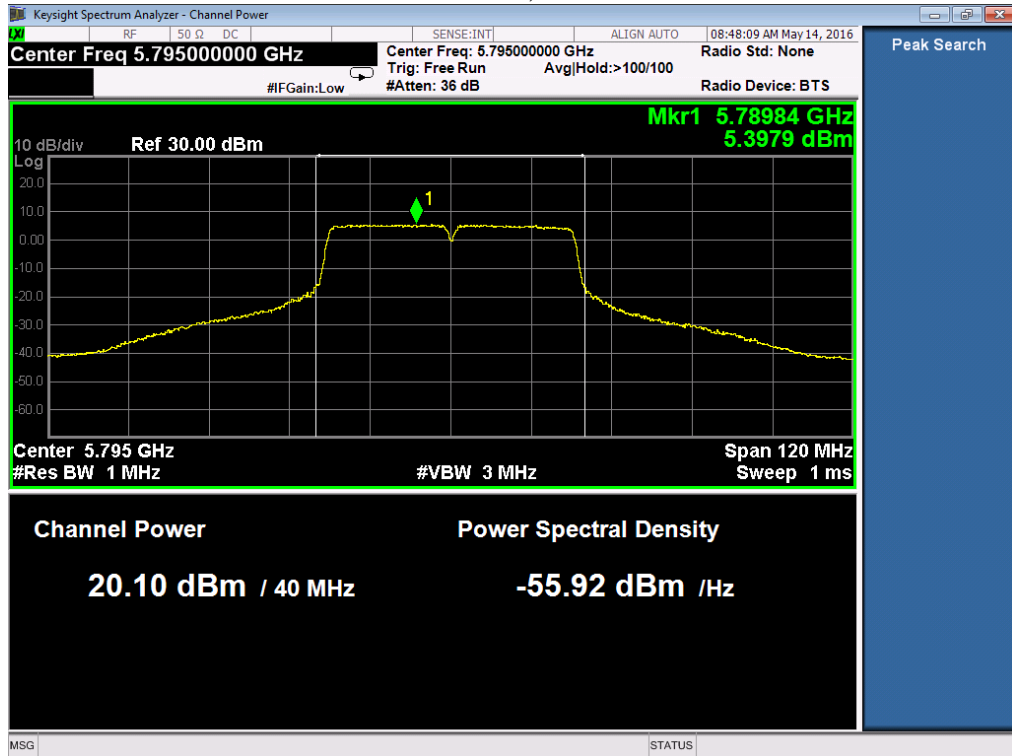 Keysight Spectrum Analyzer - Channel Power
LXI RF 50 Ω DC SENSE:INT ALIGN AUTO 08:48:09 AM May 14, 2016
Center Freq 5.795000000 GHz Center Freq: 5.795000000 GHz Radio Std: None Peak Search
Trig: Free Run Avg|Hold:>100/100
#IFGain:Low #Atten: 36 dB Radio Device: BTS
Mkr1 5.78984 GHz
10 dB/div Ref 30.00 dBm 5.3979 dBm
Log
20.0
1
10.0
0.00
-10.0
-20.0
-30.0
-40.0
-50.0
-60.0
Center 5.795 GHz Span 120 MHz
#Res BW 1 MHz #VBW 3 MHz Sweep 1 ms
Channel Power Power Spectral Density
20.10 dBm / 40 MHz -55.92 dBm /Hz
MSG STATUS